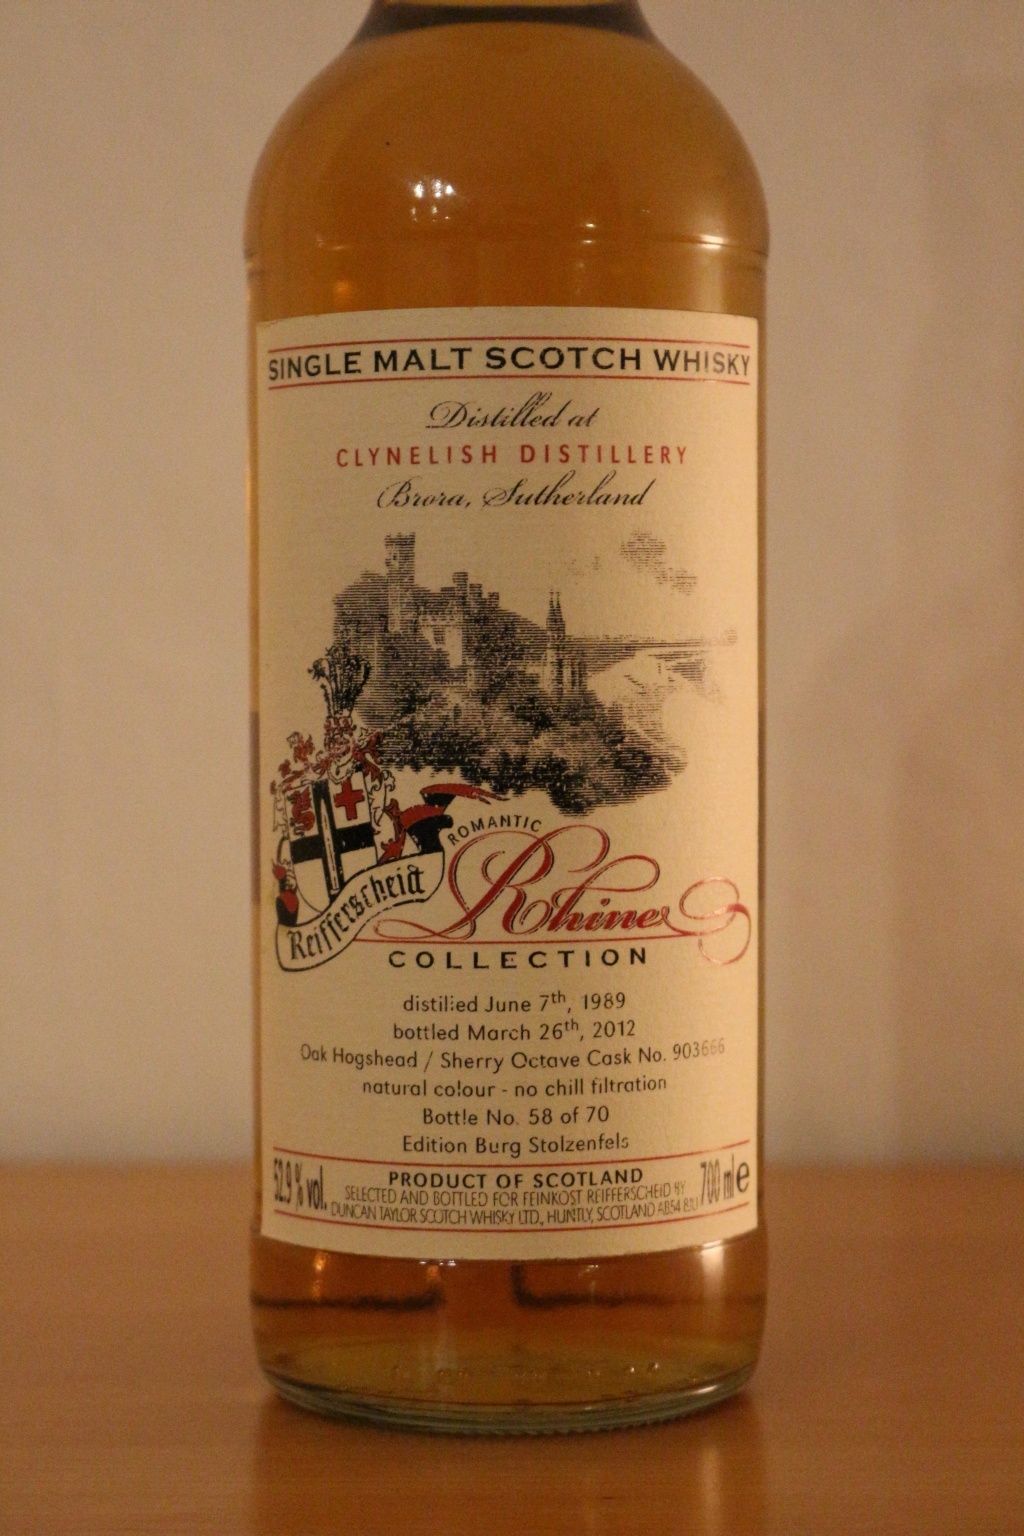 SINGLE MALT SCOTCH WHISKY
Distilled at
CLYNELISH DISTILLERY
Brora, Sutherland
Reifferscheid
ROMANTIC
Rhine
COLLECTION
distilled June 7th, 1989
bottled March 26th, 2012
Oak Hogshead / Sherry Octave Cask No. 903666
natural colour - no chill filtration
Bottle No. 58 of 70
Edition Burg Stolzenfels
52.9 % vol.
PRODUCT OF SCOTLAND
SELECTED AND BOTTLED FOR FEINKOST REIFFERSCHEID BY
DUNCAN TAYLOR SCOTCH WHISKY LTD., HUNTLY, SCOTLAND AB54
700 ml e